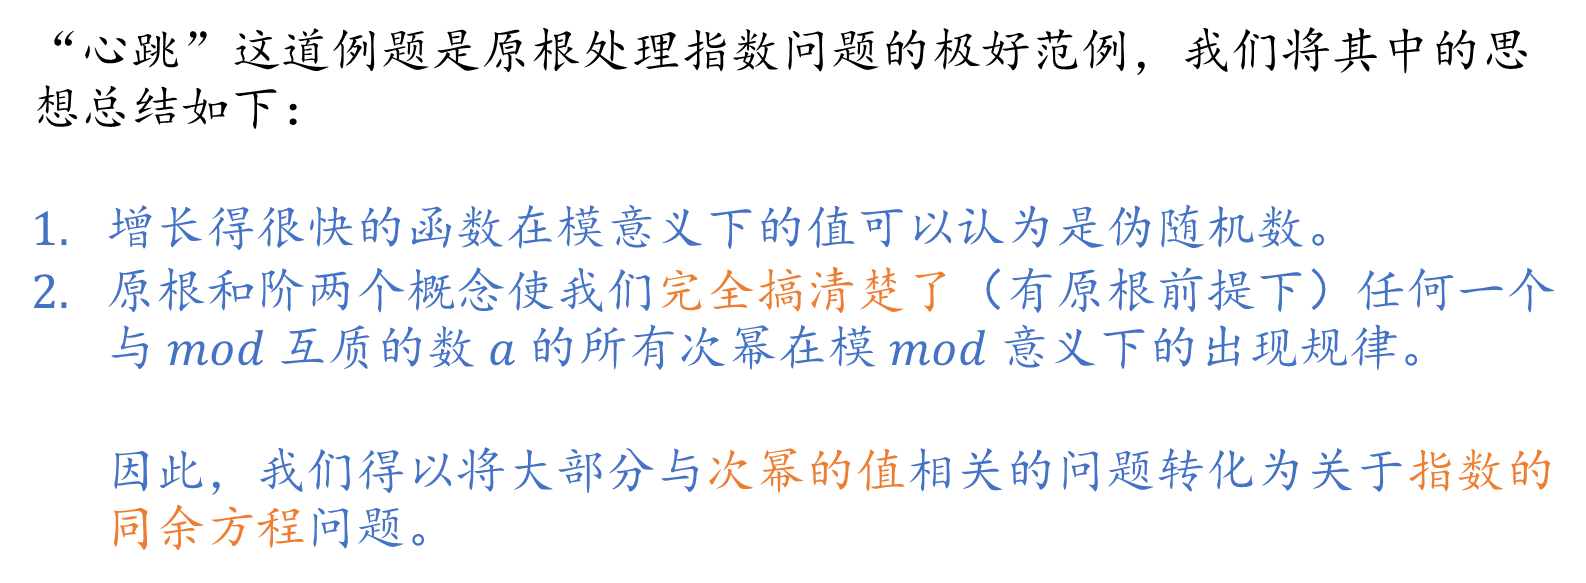 “心跳”这道例题是原根处理指数问题的极好范例，我们将其中的思
想总结如下：
1. 增长得很快的函数在模意义下的值可以认为是伪随机数。
2. 原根和阶两个概念使我们完全搞清楚了（有原根前提下）任何一个
与 mod 互质的数 a 的所有次幂在模 mod 意义下的出现规律。
因此，我们得以将大部分与次幂的值相关的问题转化为关于指数的
同余方程问题。